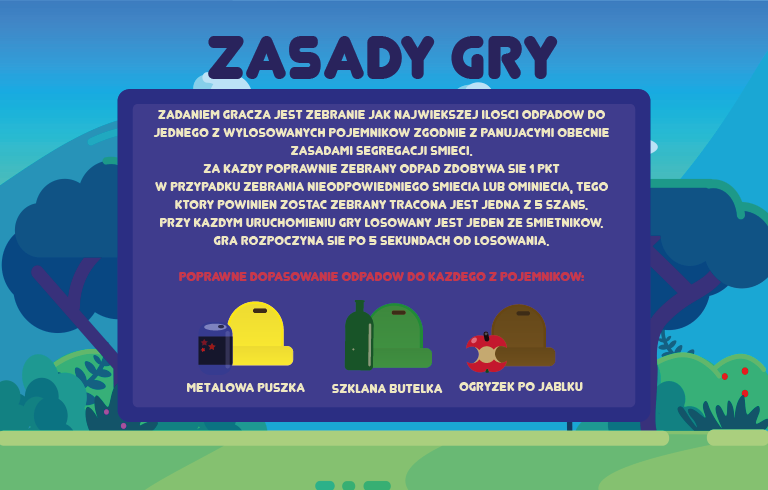 ZASADY GRY
ZADANIEM GRACZA JEST ZEBRANIE JAK NAJWIEKSZEJ ILOSCI ODPADOW DO
JEDNEGO Z WYLOSOWANYCH POJEMNIKOW ZGODNIE Z PANUJACYMI OBECNIE
ZASADAMI SEGREGACJI SMIECI.
ZA KAZDY POPRAWNIE ZEBRANY ODPAD ZDOBYWA SIE 1 PKT
W PRZYPADKU ZEBRANIA NIEODPOWIEDNIEGO SMIECIA LUB OMINIECIA, TEGO
KTORY POWINIEN ZOSTAC ZEBRANY TRACONA JEST JEDNA Z 5 SZANS.
PRZY KAZDYM URUCHOMIENIU GRY LOSOWANY JEST JEDEN ZE SMIETNIKOW.
GRA ROZPOCZYNA SIE PO 5 SEKUNDACH OD LOSOWANIA.
POPRAWNE DOPASOWANIE ODPADOW DO KAZDEGO Z POJEMNIKOW:
METALOWA PUSZKA
SZKLANA BUTELKA
OGRYZEK PO JABLKU